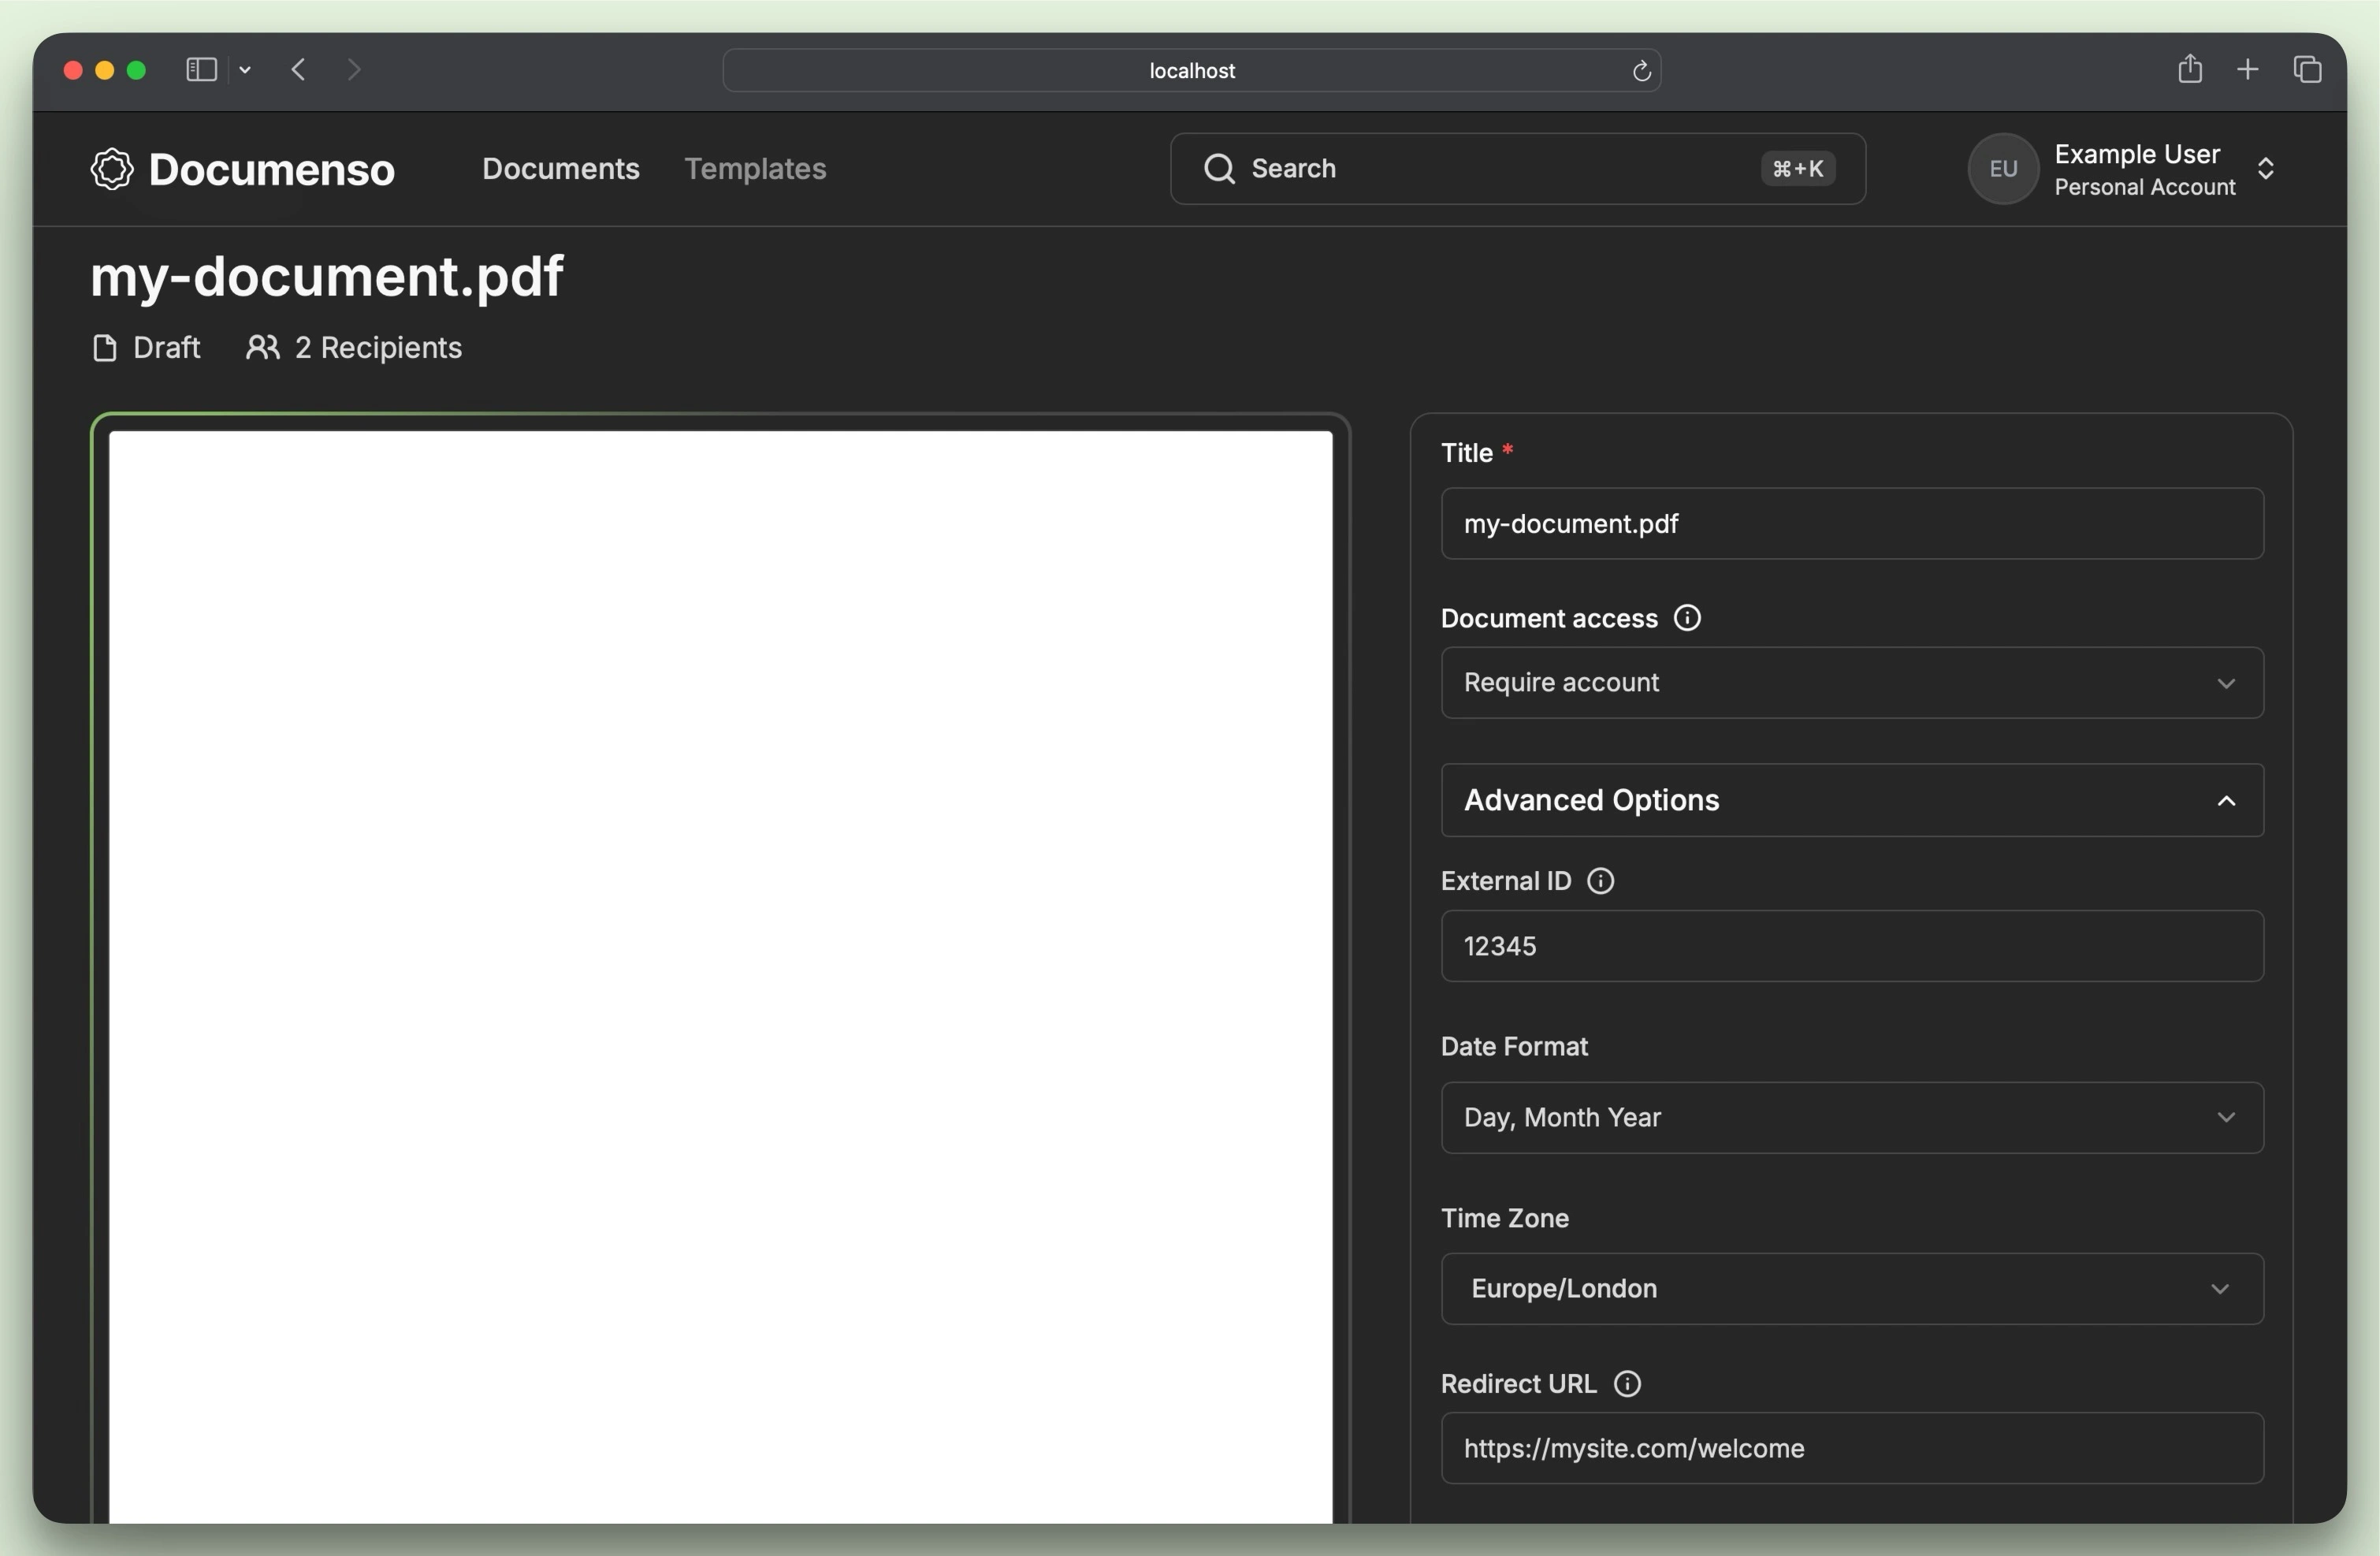 localhost
Documenso
Documents
Templates
Search
⌘+K
EU
Example User
Personal Account
my-document.pdf
Draft
2 Recipients
Title *
my-document.pdf
Document access
Require account
Advanced Options
External ID
12345
Date Format
Day, Month Year
Time Zone
Europe/London
Redirect URL
https://mysite.com/welcome